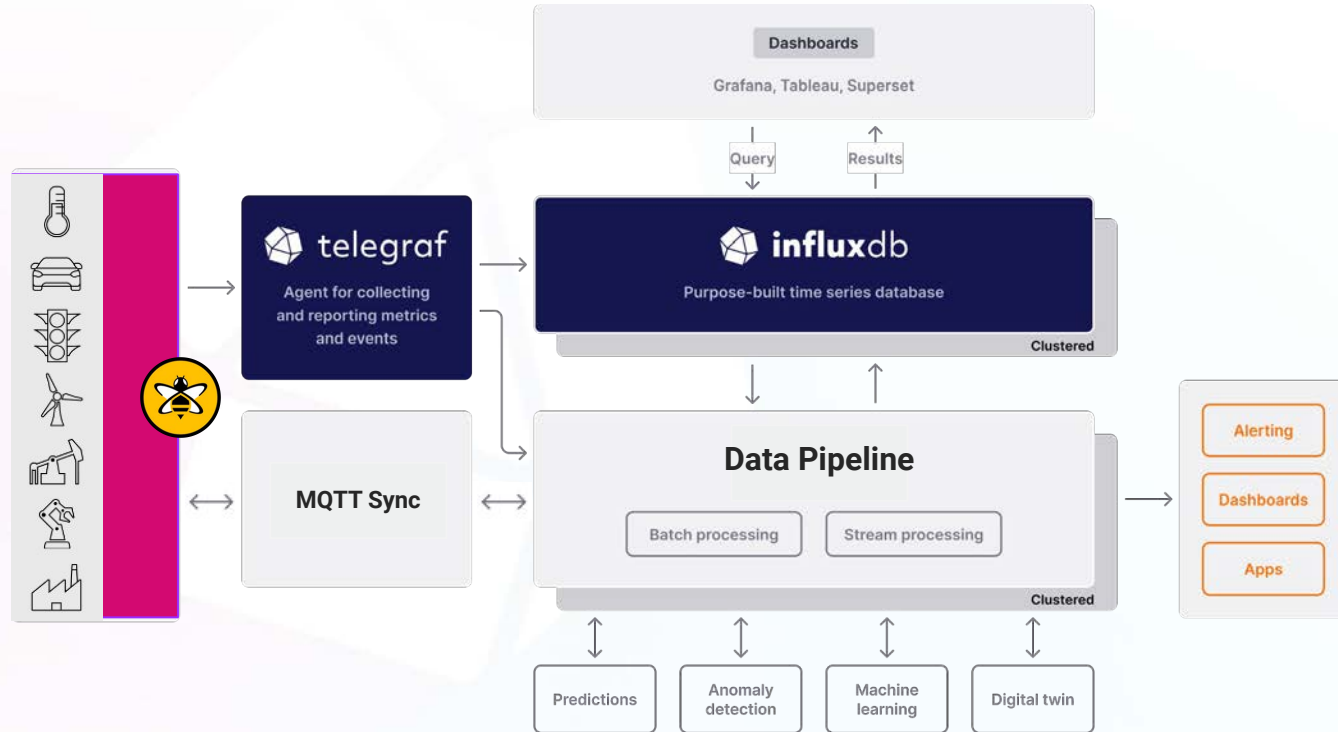 Dashboards
Grafana, Tableau, Superset
Query
Results
telegraf
Agent for collecting
and reporting metrics
and events
influxdb
Purpose-built time series database
Clustered
MQTT Sync
Data Pipeline
Batch processing
Stream processing
Clustered
Alerting
Dashboards
Apps
Predictions
Anomaly
detection
Machine
learning
Digital twin